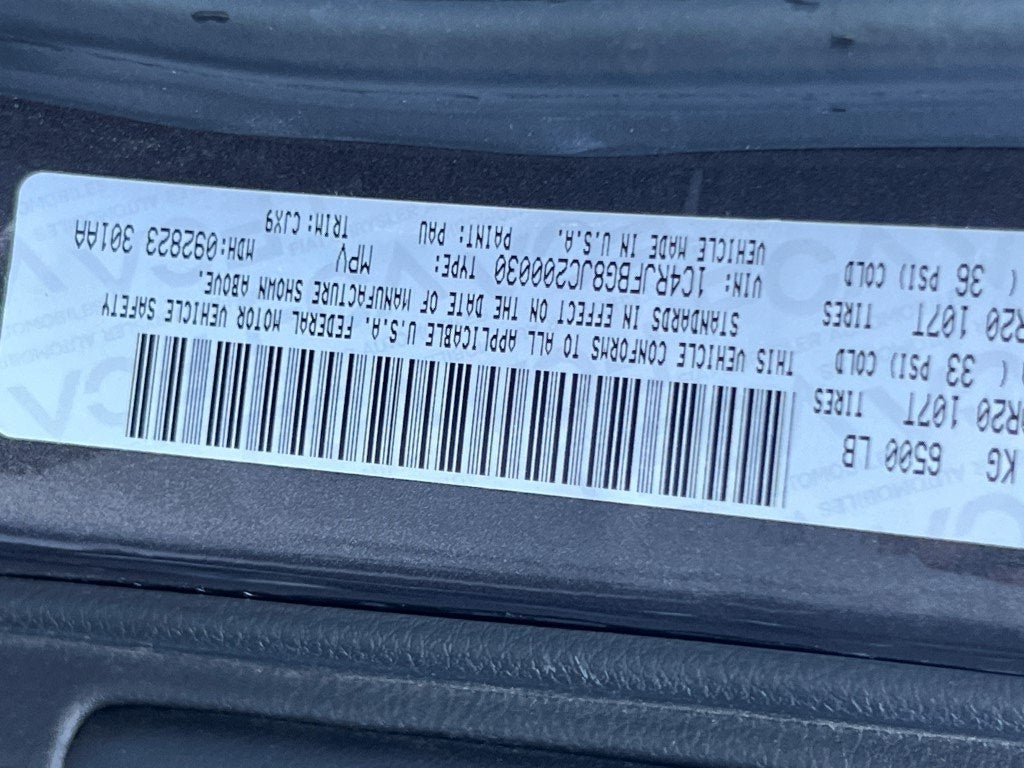 KG 6500 LB
R20 107T TIRES
( 33 PSI) COLD
R20 107T TIRES
( 36 PSI) COLD
THIS VEHICLE CONFORMS TO ALL APPLICABLE U.S.A. FEDERAL MOTOR VEHICLE SAFETY
STANDARDS IN EFFECT ON THE DATE OF MANUFACTURE SHOWN ABOVE.
VIN: 1C4RJFBG8JC200030 TYPE: MPV MDH:092823 301AA
VEHICLE MADE IN U.S.A. PAINT: PAU TRIM: CJX9